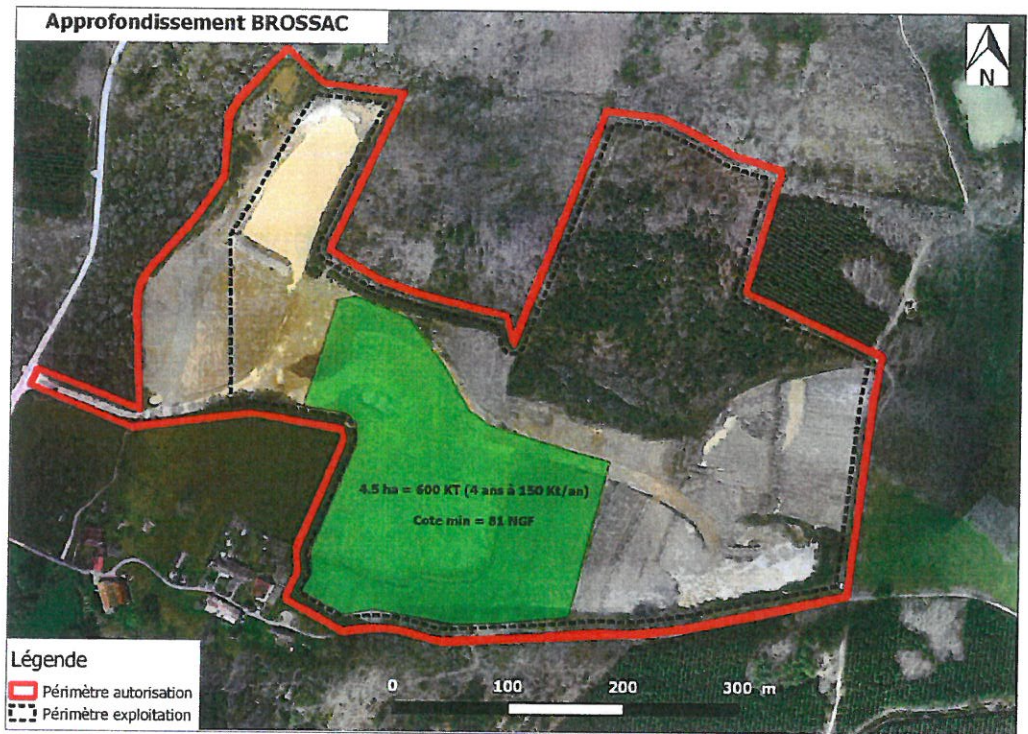 Approfondissement BROSSAC
N
4.5 ha = 600 KT (4 ans à 150 Kt/an)
Cote min = 81 NGF
Légende
Périmètre autorisation
Périmètre exploitation
0 100 200 300 m